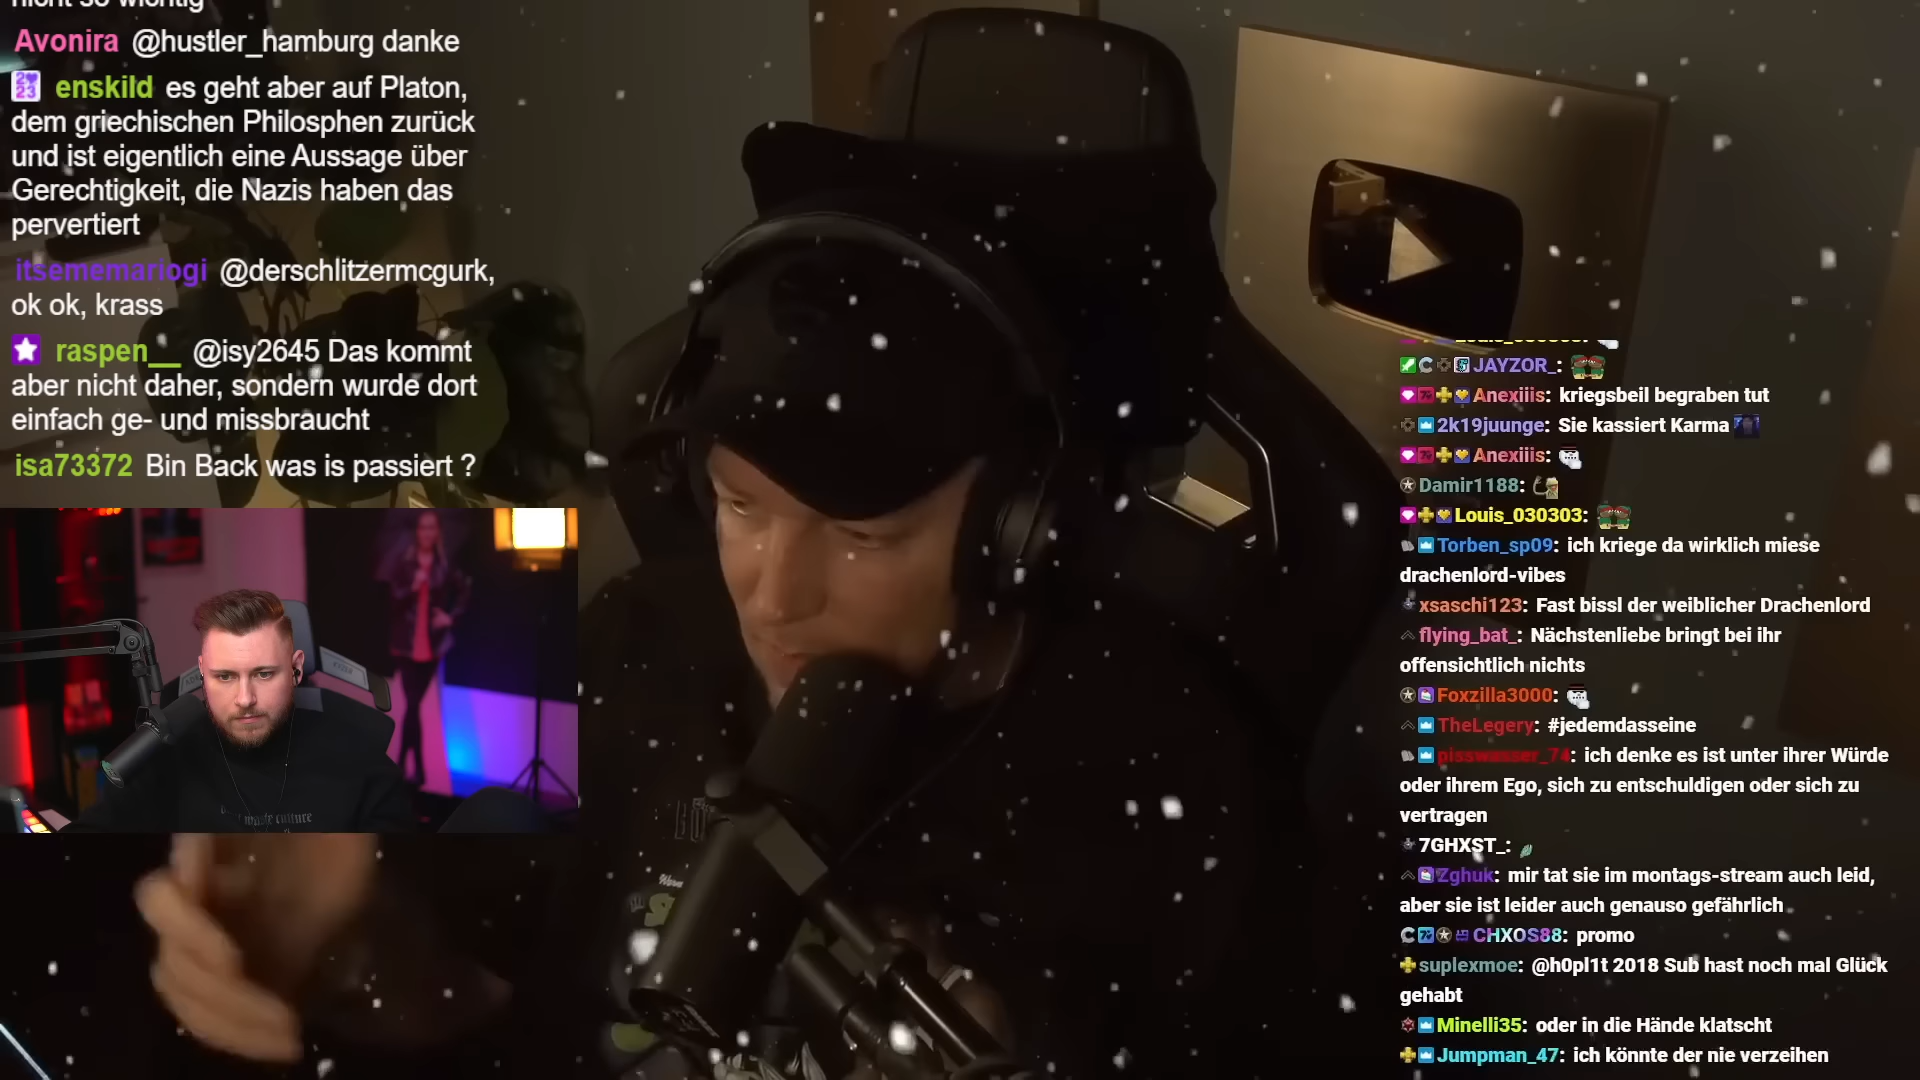 nicht so wichtig
Avonira @hustler_hamburg danke
enskild es geht aber auf Platon,
dem griechischen Philosphen zurück
und ist eigentlich eine Aussage über
Gerechtigkeit, die Nazis haben das
pervertiert
itsememariogi @derschlitzermcgurk,
ok ok, krass
raspen__ @isy2645 Das kommt
aber nicht daher, sondern wurde dort
einfach ge- und missbraucht
isa73372 Bin Back was is passiert ?
culture
JAYZOR_:
Anexiiis: kriegsbeil begraben tut
2k19juunge: Sie kassiert Karma
Anexiiis:
Damir1188:
Louis_030303:
Torben_sp09: ich kriege da wirklich miese
drachenlord-vibes
xsaschi123: Fast bissl der weiblicher Drachenlord
flying_bat_: Nächstenliebe bringt bei ihr
offensichtlich nichts
Foxzilla3000:
TheLegery: #jedemdasseine
pisswasser_74: ich denke es ist unter ihrer Würde
oder ihrem Ego, sich zu entschuldigen oder sich zu
vertragen
7GHXST_:
Zghuk: mir tat sie im montags-stream auch leid,
aber sie ist leider auch genauso gefährlich
CHXOS88: promo
suplexmoe: @h0pl1t 2018 Sub hast noch mal Glück
gehabt
Minelli35: oder in die Hände klatscht
Jumpman_47: ich könnte der nie verzeihen